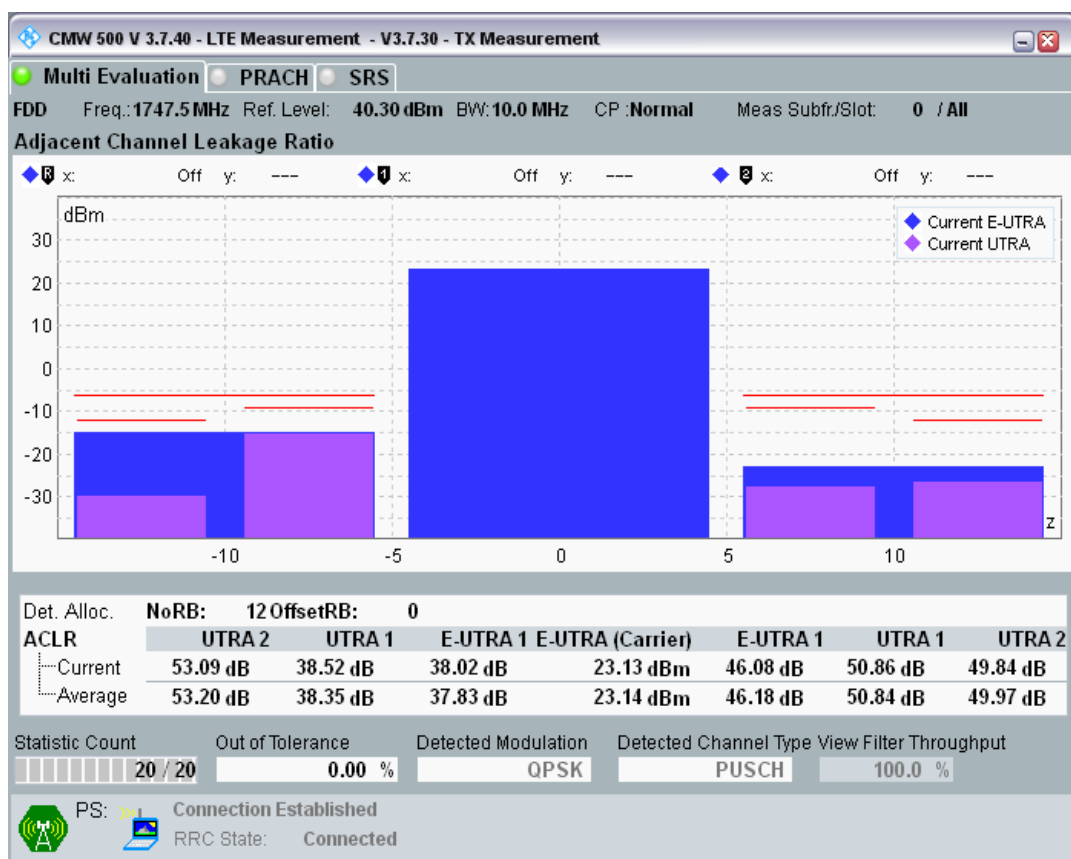 CMW 500 V 3.7.40 - LTE Measurement - V3.7.30 - TX Measurement
Multi Evaluation PRACH SRS
FDD Freq.: 1747.5 MHz Ref. Level: 40.30 dBm BW: 10.0 MHz CP :Normal Meas Subfr./Slot: 0 / All
Adjacent Channel Leakage Ratio
R x: Off y: --- 1 x: Off y: --- 2 x: Off y: ---
dBm
Current E-UTRA
Current UTRA
30
20
10
0
-10
-20
-30
z
-10 -5 0 5 10
Det. Alloc. NoRB: 12 OffsetRB: 0
ACLR UTRA 2 UTRA 1 E-UTRA 1 E-UTRA (Carrier) E-UTRA 1 UTRA 1 UTRA 2
Current 53.09 dB 38.52 dB 38.02 dB 23.13 dBm 46.08 dB 50.86 dB 49.84 dB
Average 53.20 dB 38.35 dB 37.83 dB 23.14 dBm 46.18 dB 50.84 dB 49.97 dB
Statistic Count Out of Tolerance Detected Modulation Detected Channel Type View Filter Throughput
20 / 20 0.00 % QPSK PUSCH 100.0 %
PS: Connection Established
RRC State: Connected